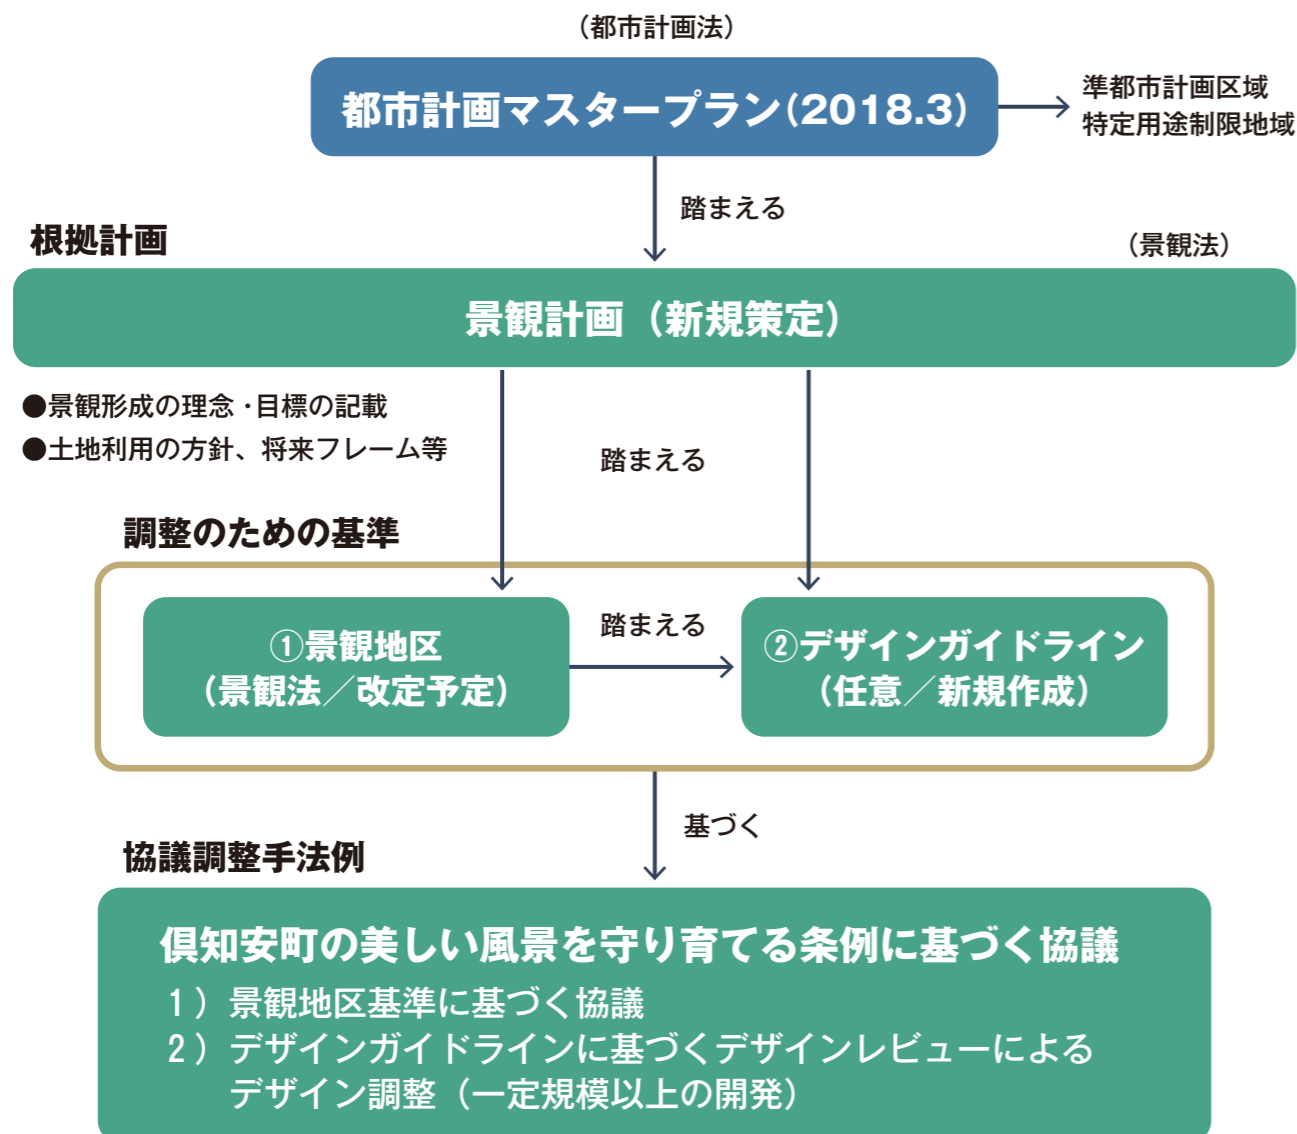 （都市計画法）
都市計画マスタープラン（2018.3）
準都市計画区域
特定用途制限地域
踏まえる
根拠計画
（景観法）
景観計画（新規策定）
●景観形成の理念・目標の記載
●土地利用の方針、将来フレーム等
踏まえる
調整のための基準
①景観地区
（景観法／改定予定）
踏まえる
②デザインガイドライン
（任意／新規作成）
基づく
協議調整手法例
倶知安町の美しい風景を守り育てる条例に基づく協議
1）景観地区基準に基づく協議
2）デザインガイドラインに基づくデザインレビューによる
デザイン調整（一定規模以上の開発）